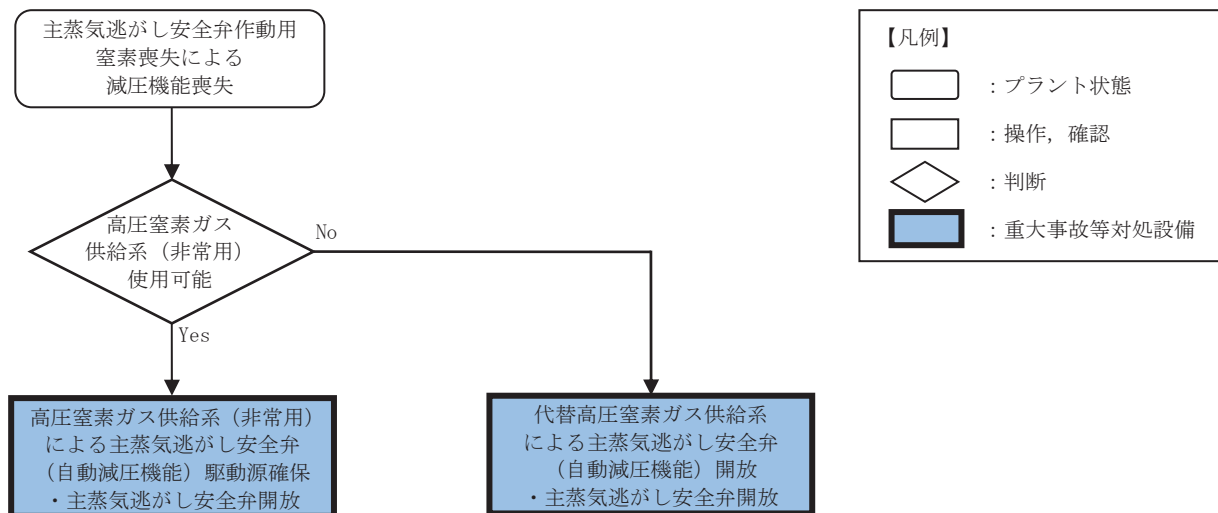 主蒸気逃がし安全弁作動用
窒素喪失による
減圧機能喪失
高圧窒素ガス
供給系（非常用）
使用可能
No
Yes
高圧窒素ガス供給系（非常用）
による主蒸気逃がし安全弁
（自動減圧機能）駆動源確保
・主蒸気逃がし安全弁開放
代替高圧窒素ガス供給系
による主蒸気逃がし安全弁
（自動減圧機能）開放
・主蒸気逃がし安全弁開放
【凡例】
：プラント状態
：操作，確認
：判断
：重大事故等対処設備